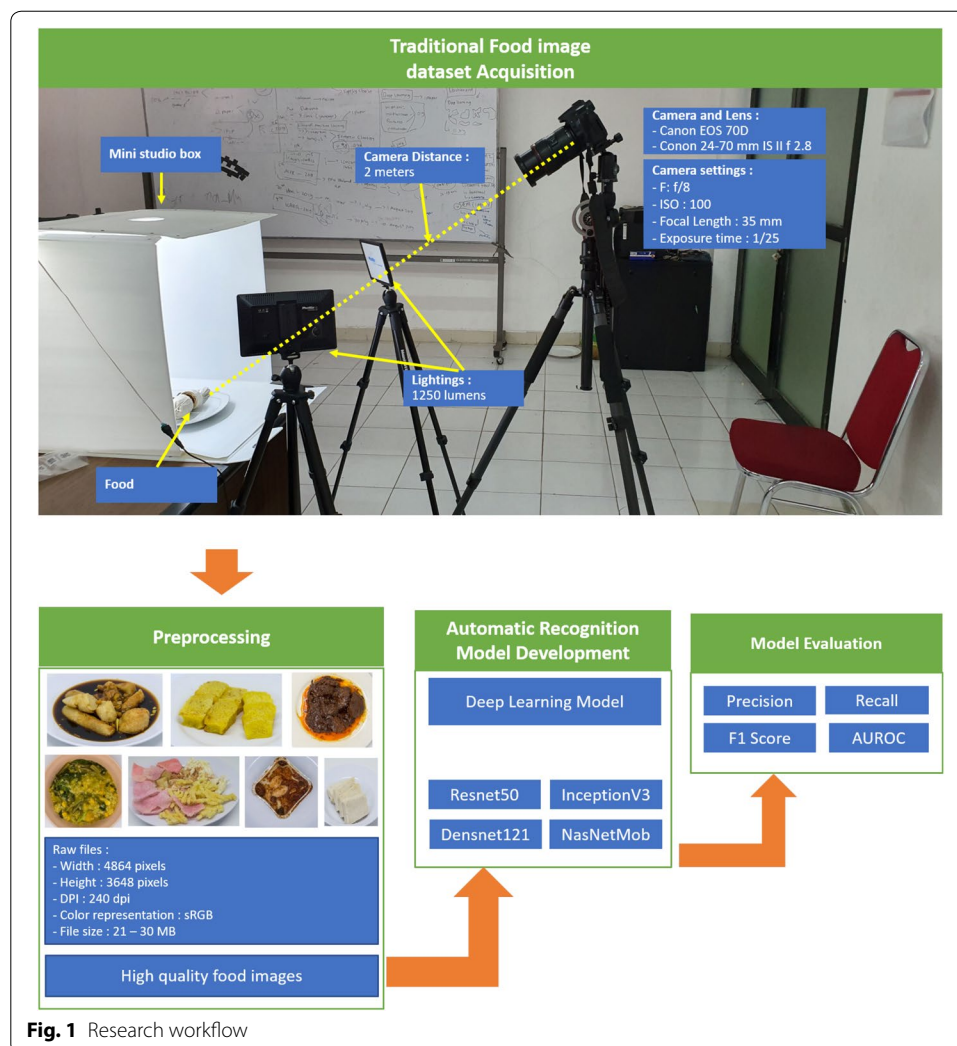 Traditional Food image
dataset Acquisition
Mini studio box
Camera Distance :
2 meters
Camera and Lens :
- Canon EOS 70D
- Conon 24-70 mm IS II f 2.8
Camera settings :
- F: f/8
- ISO : 100
- Focal Length : 35 mm
- Exposure time : 1/25
Lightings :
1250 lumens
Food
Preprocessing
Raw files :
- Width : 4864 pixels
- Height : 3648 pixels
- DPI : 240 dpi
- Color representation : sRGB
- File size : 21 – 30 MB
High quality food images
Automatic Recognition
Model Development
Deep Learning Model
Resnet50
InceptionV3
Densnet121
NasNetMob
Model Evaluation
Precision
Recall
F1 Score
AUROC
Fig. 1 Research workflow